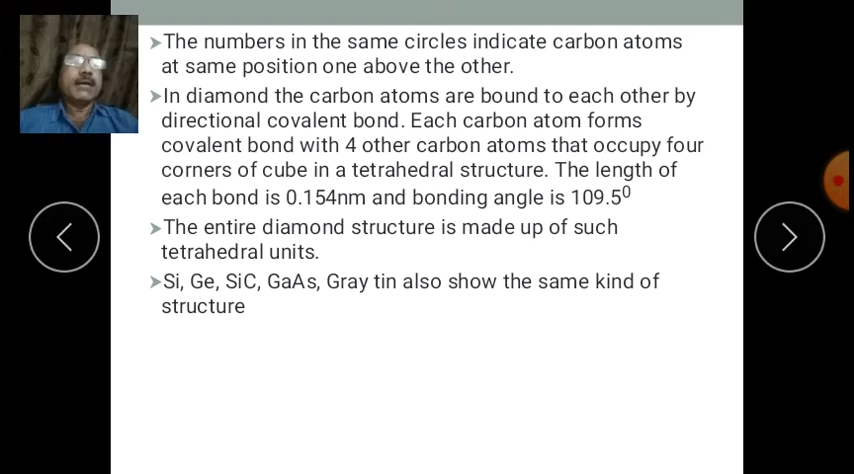 ➤The numbers in the same circles indicate carbon atoms
at same position one above the other.
➤In diamond the carbon atoms are bound to each other by
directional covalent bond. Each carbon atom forms
covalent bond with 4 other carbon atoms that occupy four
corners of cube in a tetrahedral structure. The length of
each bond is 0.154nm and bonding angle is 109.5⁰
➤The entire diamond structure is made up of such
tetrahedral units.
➤Si, Ge, SiC, GaAs, Gray tin also show the same kind of
structure